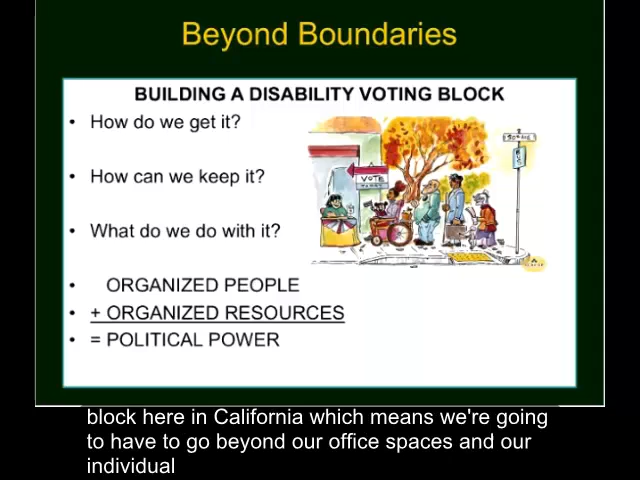 Beyond Boundaries
BUILDING A DISABILITY VOTING BLOCK
• How do we get it?
• How can we keep it?
• What do we do with it?
• ORGANIZED PEOPLE
• + ORGANIZED RESOURCES
• = POLITICAL POWER
VOTE
block here in California which means we're going
to have to go beyond our office spaces and our
individual